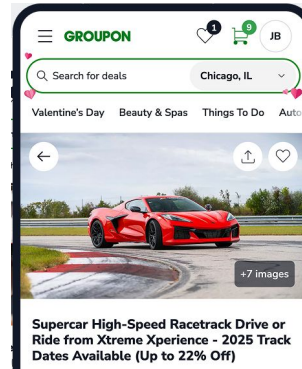 GROUPON
1
9
JB
Search for deals
Chicago, IL
Valentine's Day Beauty & Spas Things To Do Auto
+7 images
Supercar High-Speed Racetrack Drive or
Ride from Xtreme Xperience - 2025 Track
Dates Available (Up to 22% Off)